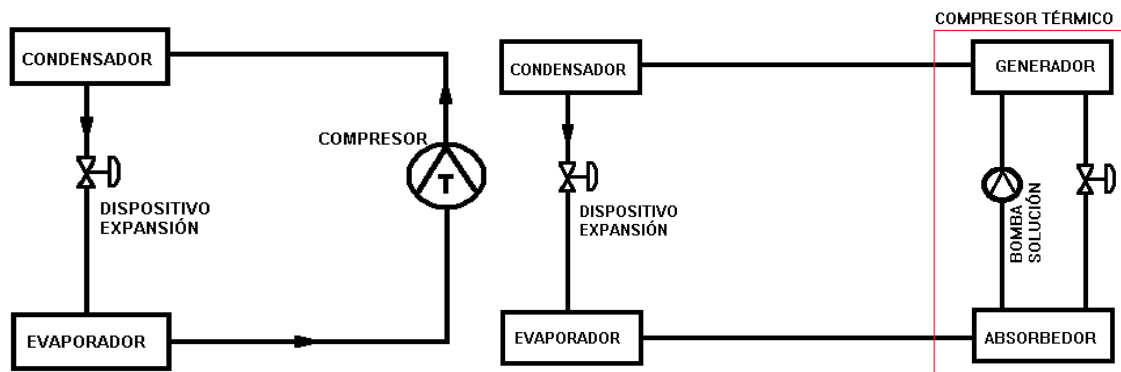 CONDENSADOR
COMPRESOR
T
DISPOSITIVO
EXPANSIÓN
EVAPORADOR
COMPRESOR TÉRMICO
CONDENSADOR
GENERADOR
DISPOSITIVO
EXPANSIÓN
BOMBA
SOLUCIÓN
EVAPORADOR
ABSORBEDOR